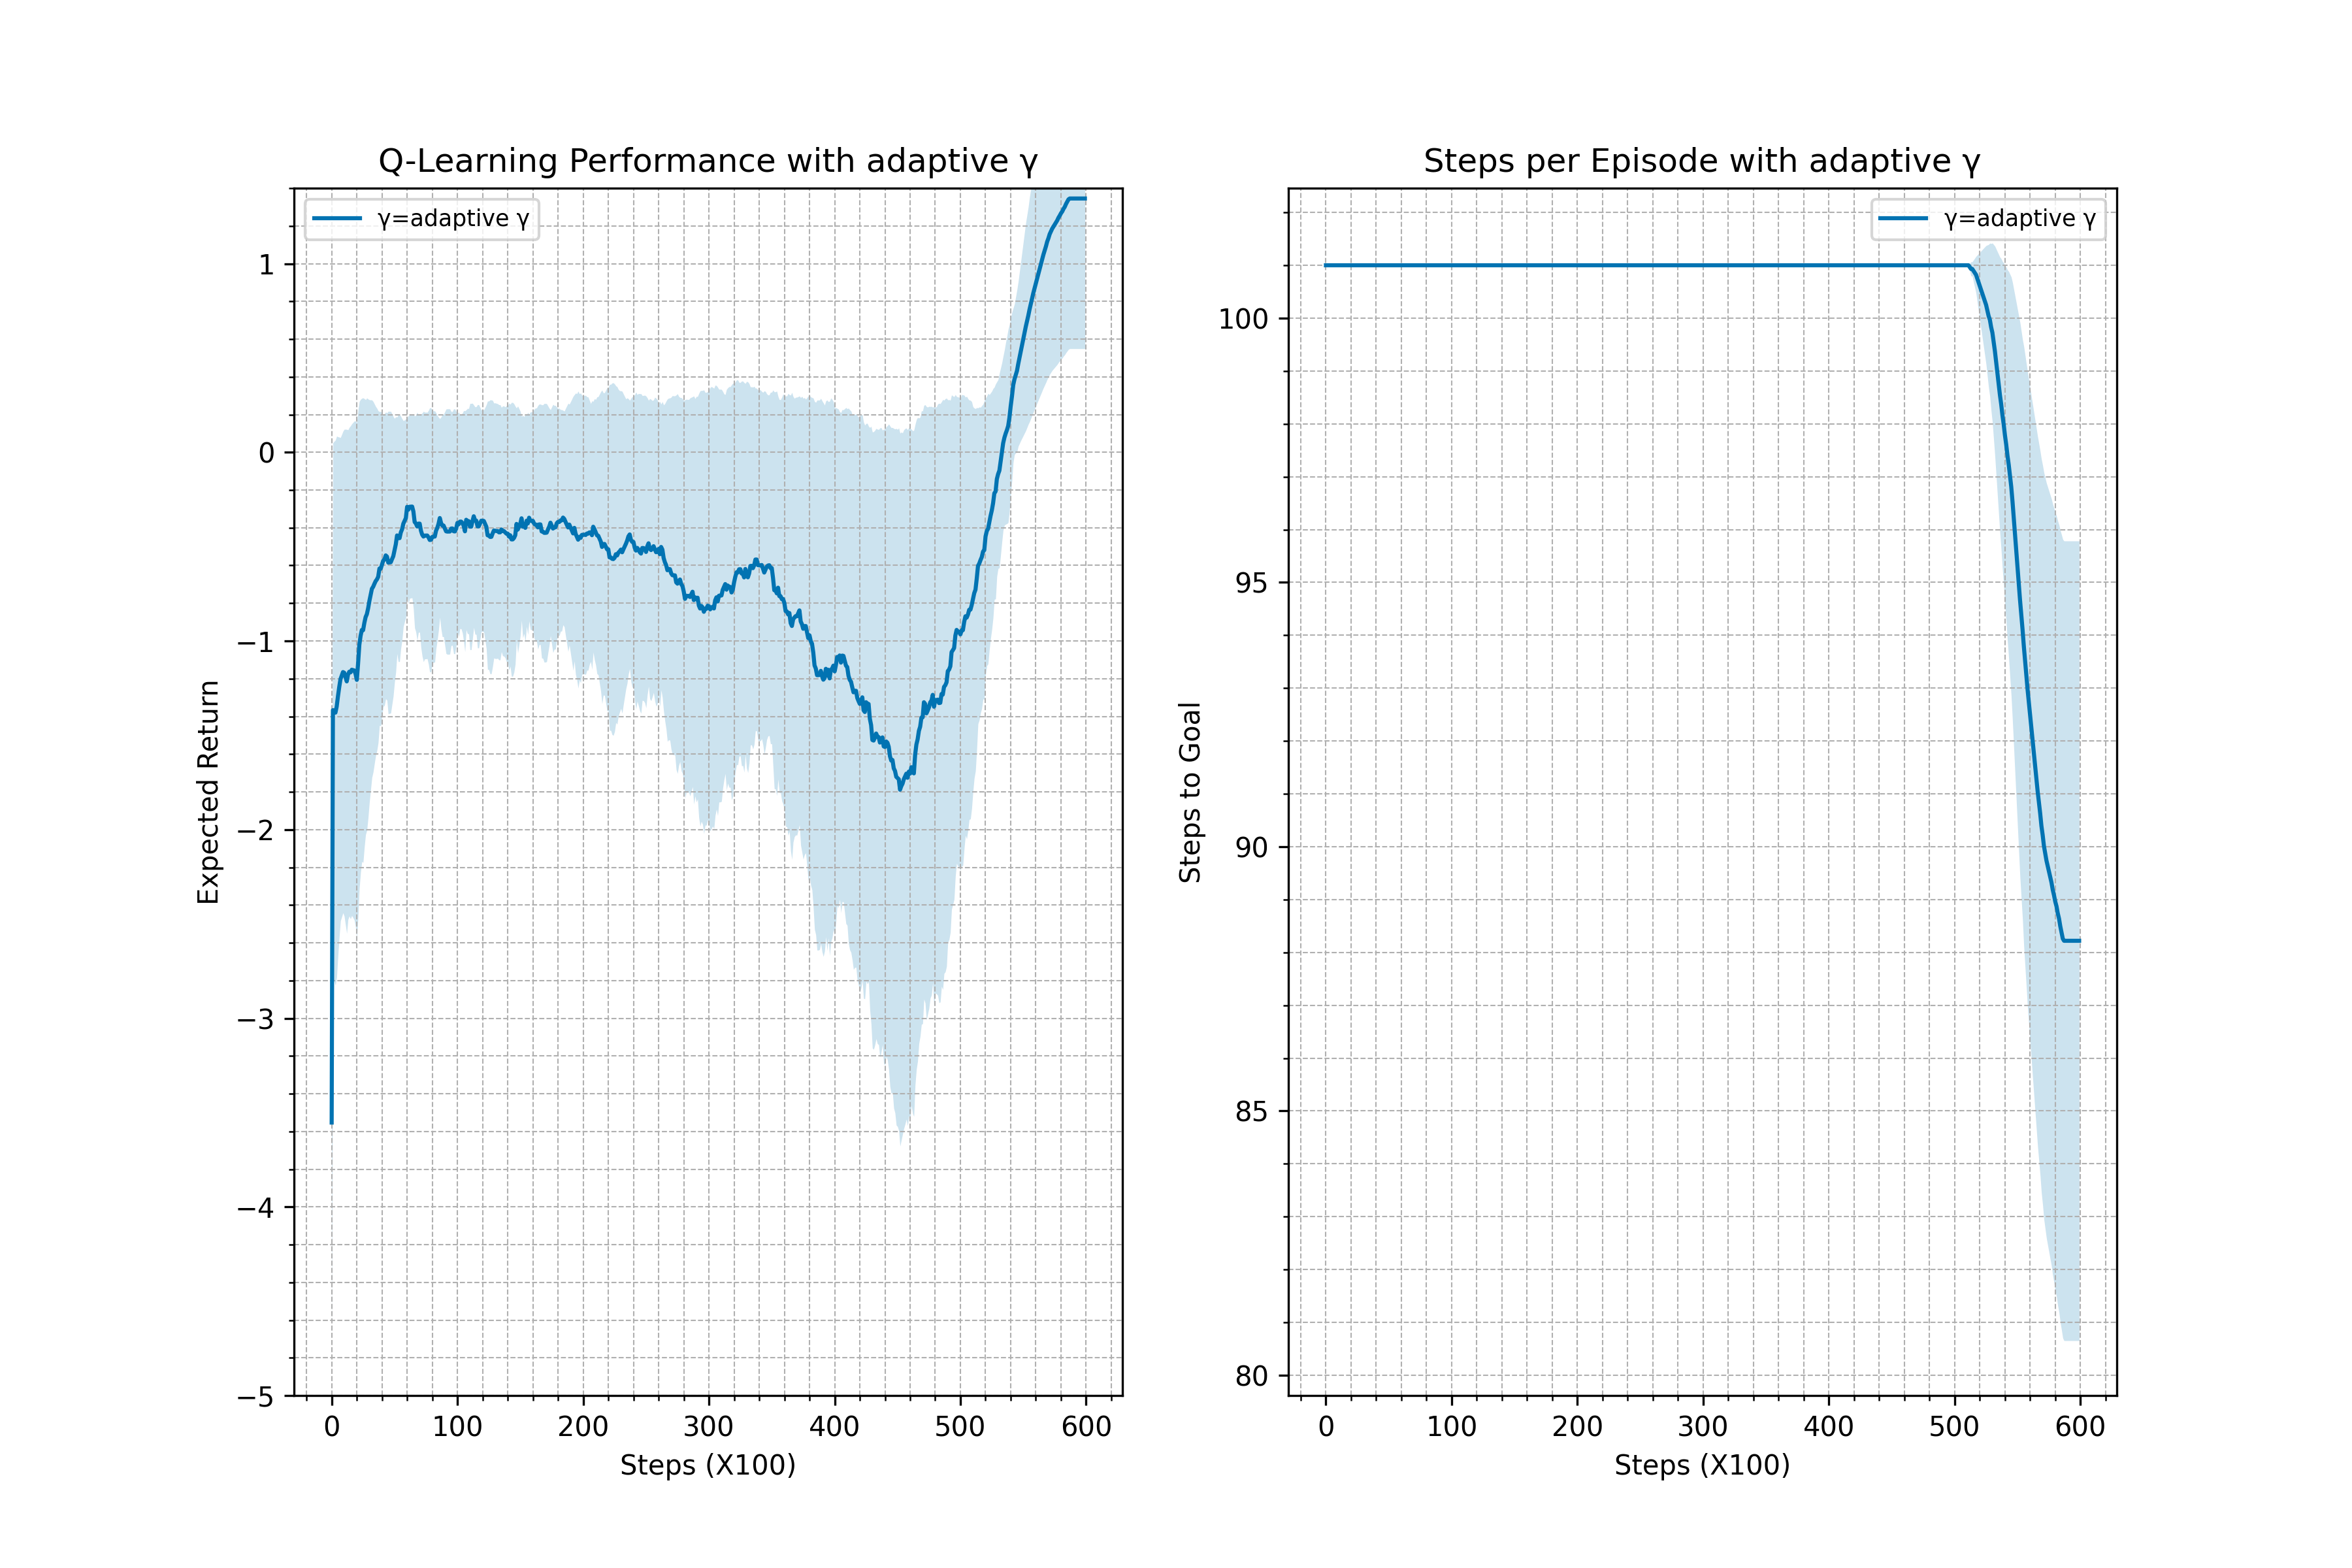 Q-Learning Performance with adaptive γ
γ=adaptive γ
1
0
−1
−2
−3
−4
−5
Expected Return
0 100 200 300 400 500 600
Steps (X100)
Steps per Episode with adaptive γ
γ=adaptive γ
100
95
90
85
80
Steps to Goal
0 100 200 300 400 500 600
Steps (X100)